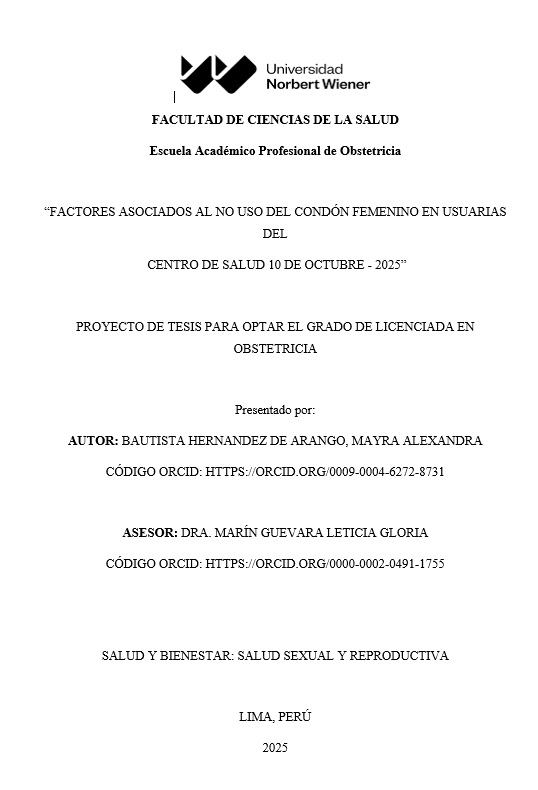 Universidad
Norbert Wiener
FACULTAD DE CIENCIAS DE LA SALUD
Escuela Académico Profesional de Obstetricia
“FACTORES ASOCIADOS AL NO USO DEL CONDÓN FEMENINO EN USUARIAS
DEL
CENTRO DE SALUD 10 DE OCTUBRE - 2025”
PROYECTO DE TESIS PARA OPTAR EL GRADO DE LICENCIADA EN
OBSTETRICIA
Presentado por:
AUTOR: BAUTISTA HERNANDEZ DE ARANGO, MAYRA ALEXANDRA
CÓDIGO ORCID: HTTPS://ORCID.ORG/0009-0004-6272-8731
ASESOR: DRA. MARÍN GUEVARA LETICIA GLORIA
CÓDIGO ORCID: HTTPS://ORCID.ORG/0000-0002-0491-1755
SALUD Y BIENESTAR: SALUD SEXUAL Y REPRODUCTIVA
LIMA, PERÚ
2025